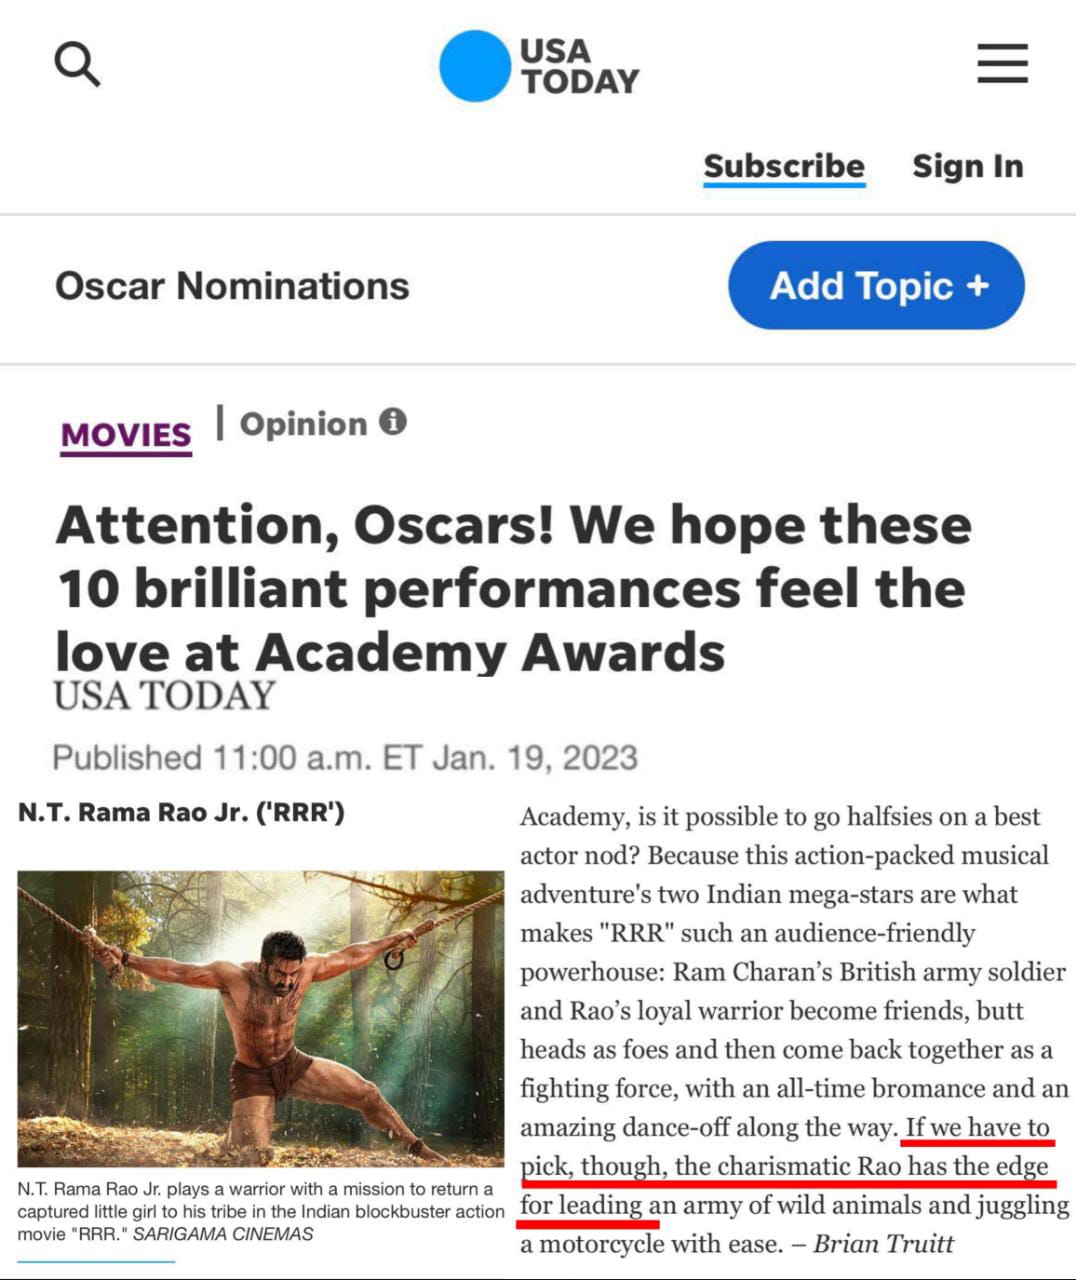 USA
TODAY
Subscribe Sign In
Oscar Nominations
Add Topic +
MOVIES | Opinion i
Attention, Oscars! We hope these
10 brilliant performances feel the
love at Academy Awards
USA TODAY
Published 11:00 a.m. ET Jan. 19, 2023
N.T. Rama Rao Jr. ('RRR')
N.T. Rama Rao Jr. plays a warrior with a mission to return a
captured little girl to his tribe in the Indian blockbuster action
movie "RRR." SARIGAMA CINEMAS
Academy, is it possible to go halfsies on a best
actor nod? Because this action-packed musical
adventure's two Indian mega-stars are what
makes "RRR" such an audience-friendly
powerhouse: Ram Charan’s British army soldier
and Rao’s loyal warrior become friends, butt
heads as foes and then come back together as a
fighting force, with an all-time bromance and an
amazing dance-off along the way. If we have to
pick, though, the charismatic Rao has the edge
for leading an army of wild animals and juggling
a motorcycle with ease. – Brian Truitt